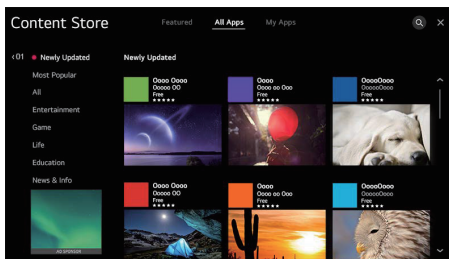 Content Store
Featured
All Apps
My Apps
‹01
Newly Updated
Most Popular
All
Entertainment
Game
Life
Education
News & Info
AD SPONSOR
Newly Updated
Oooo Oooo
Ooooo OO
Free
★★★★★
Oooo
Oooo oo Ooo
Free
★★★★★
OoooOooo
OooooOooo
Free
★★★★★
Oooo Oooo
Ooooo OO
Free
★★★★★
Oooo
Oooo oo Ooo
Free
★★★★★
OoooOooo
OooooOooo
Free
★★★★★